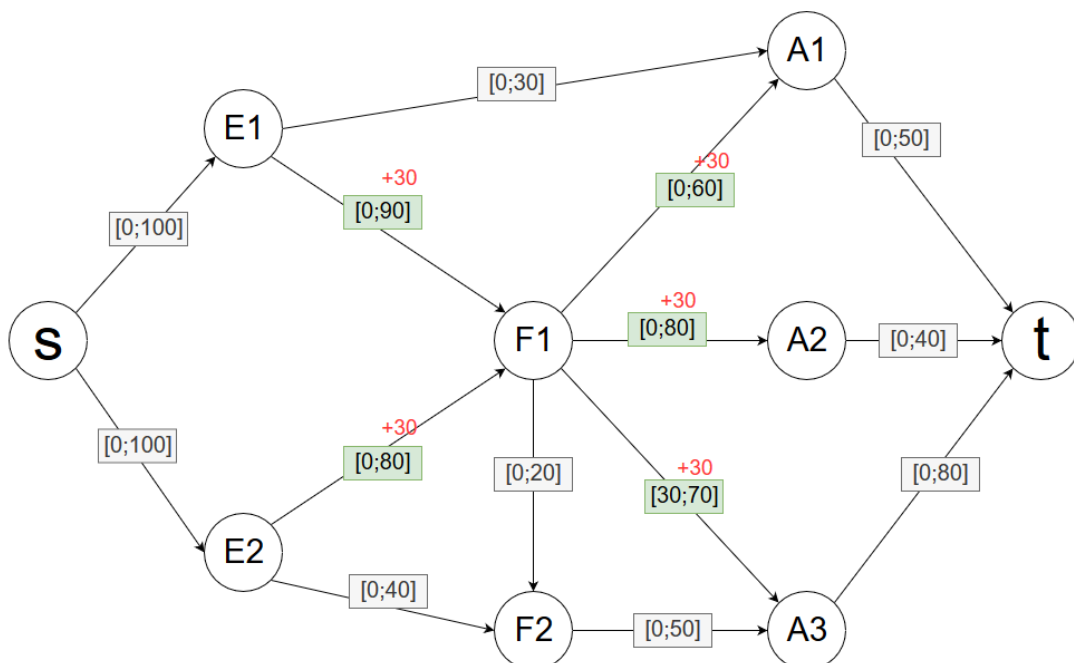 A1
[0;30]
E1
[0;50]
+30
[0;60]
+30
[0;90]
[0;100]
+30
[0;80]
s
F1
A2
[0;40]
t
+30
[0;80]
[0;100]
[0;20]
+30
[30;70]
[0;80]
E2
[0;40]
F2
[0;50]
A3